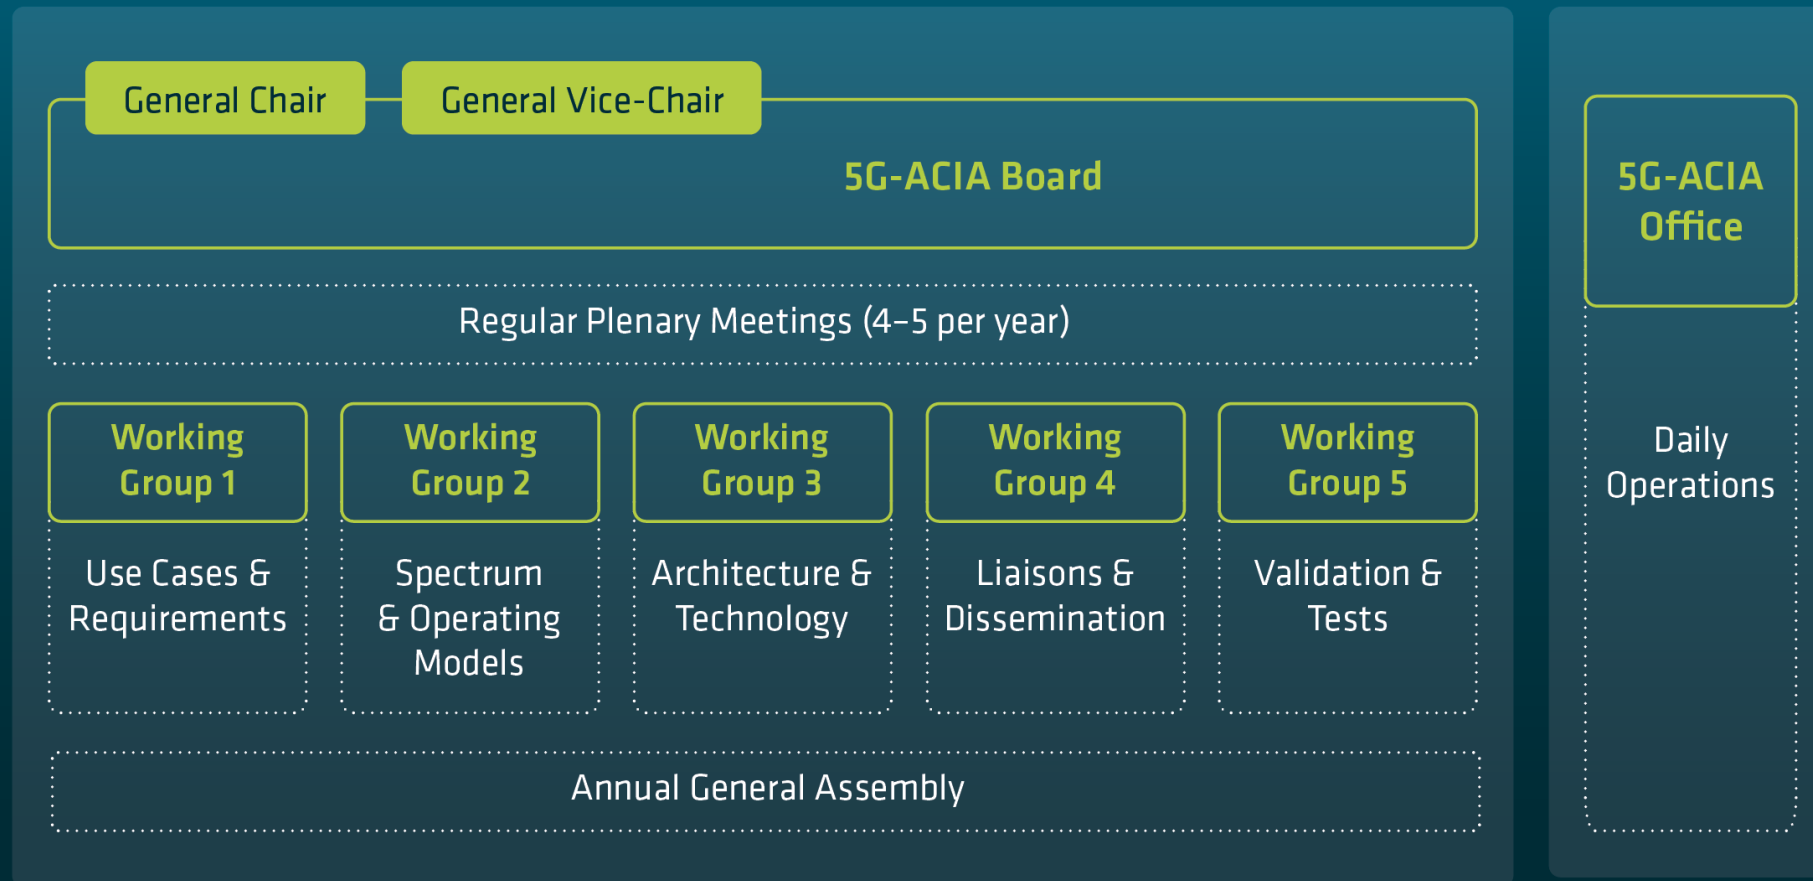 General Chair
General Vice-Chair
5G-ACIA Board
Regular Plenary Meetings (4–5 per year)
Working
Group 1
Use Cases &
Requirements
Working
Group 2
Spectrum
& Operating
Models
Working
Group 3
Architecture &
Technology
Working
Group 4
Liaisons &
Dissemination
Working
Group 5
Validation &
Tests
Annual General Assembly
5G-ACIA
Office
Daily
Operations